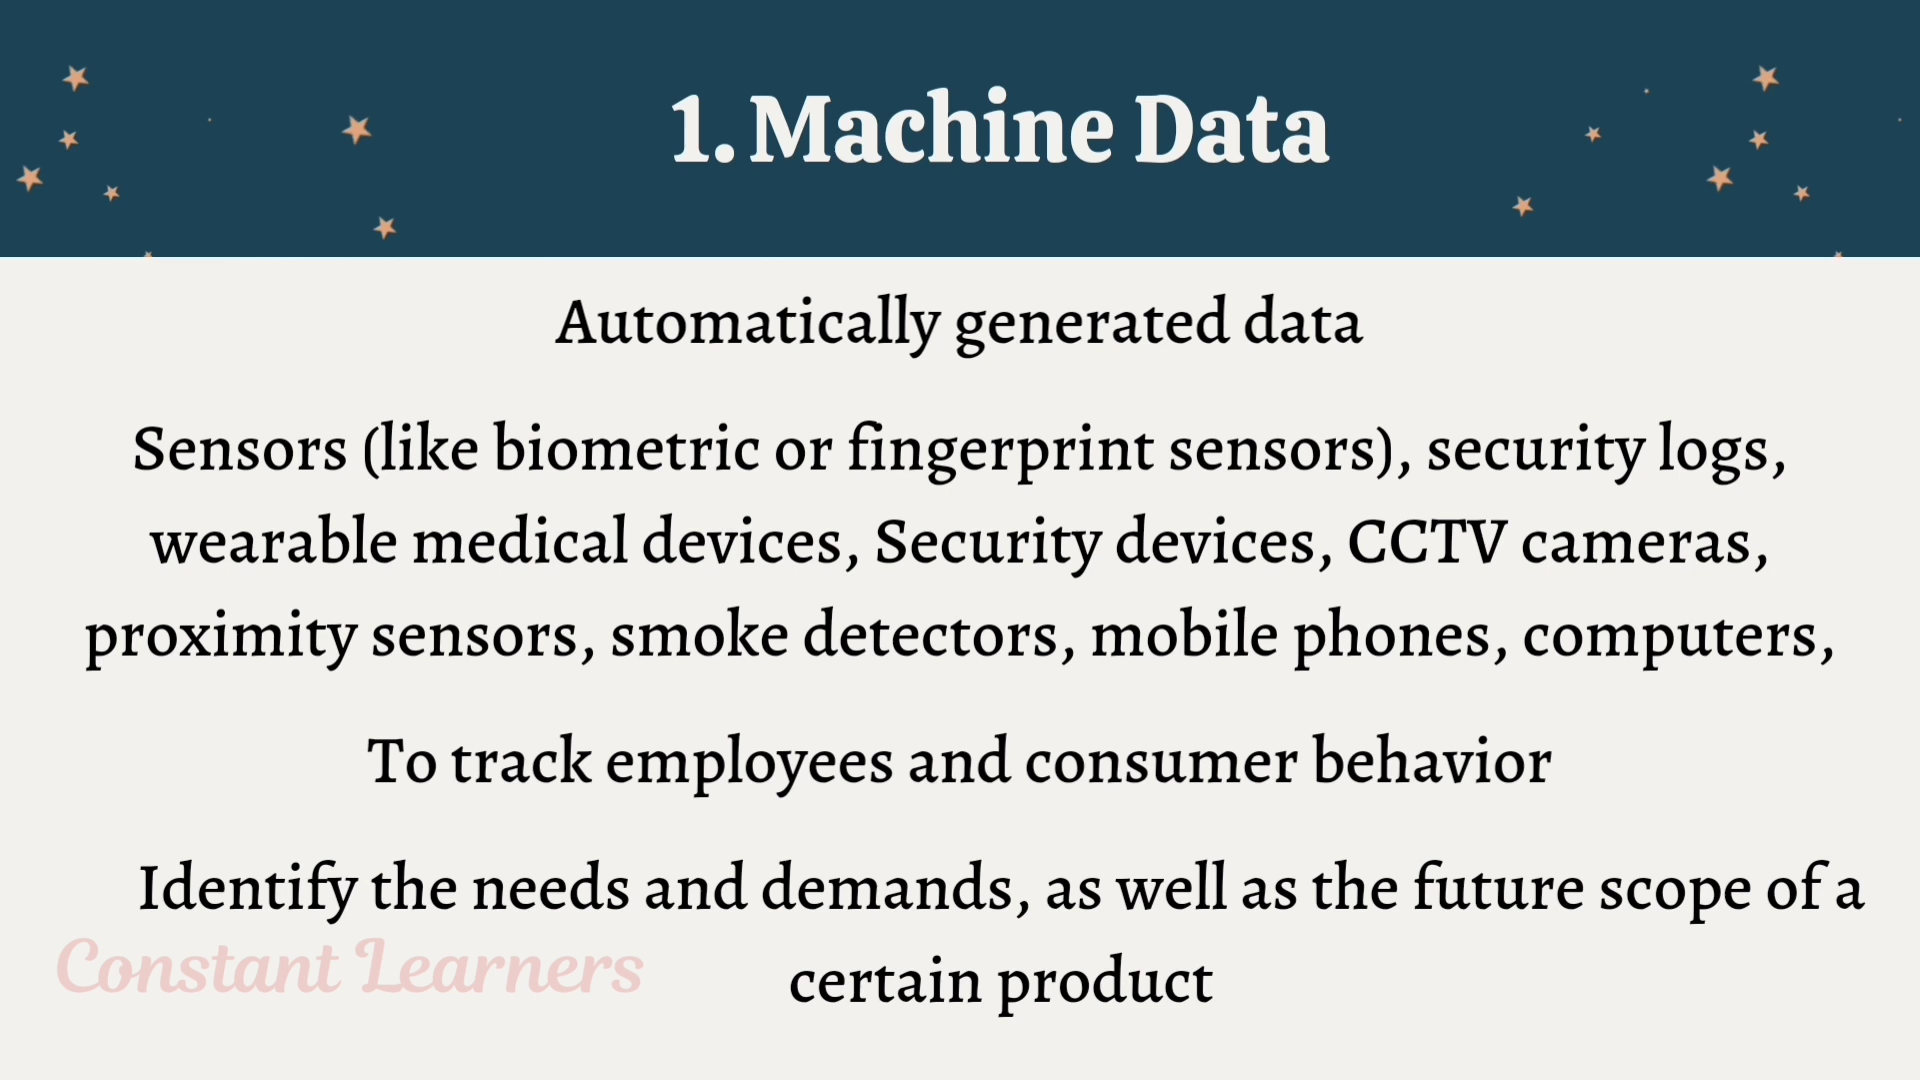 1. Machine Data
Automatically generated data
Sensors (like biometric or fingerprint sensors), security logs,
wearable medical devices, Security devices, CCTV cameras,
proximity sensors, smoke detectors, mobile phones, computers,
To track employees and consumer behavior
Identify the needs and demands, as well as the future scope of a
certain product
Constant Learners